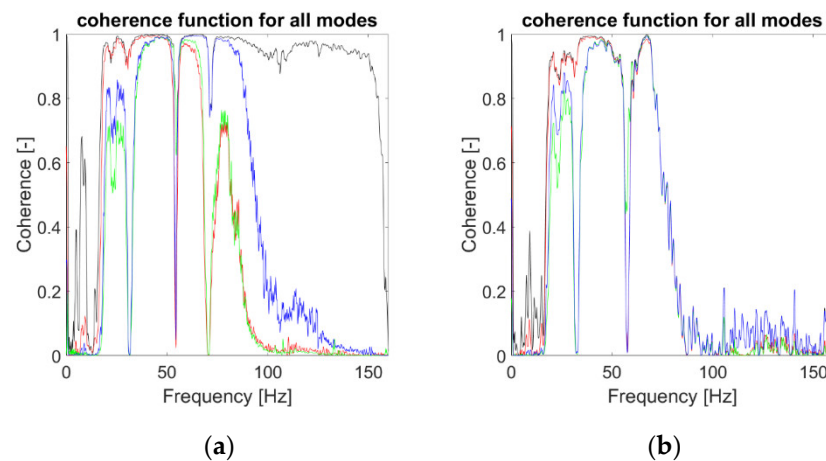 coherence function for all modes
Coherence [-]
1
0.8
0.6
0.4
0.2
0
0 50 100 150
Frequency [Hz]
(a)
coherence function for all modes
Coherence [-]
1
0.8
0.6
0.4
0.2
0
0 50 100 150
Frequency [Hz]
(b)